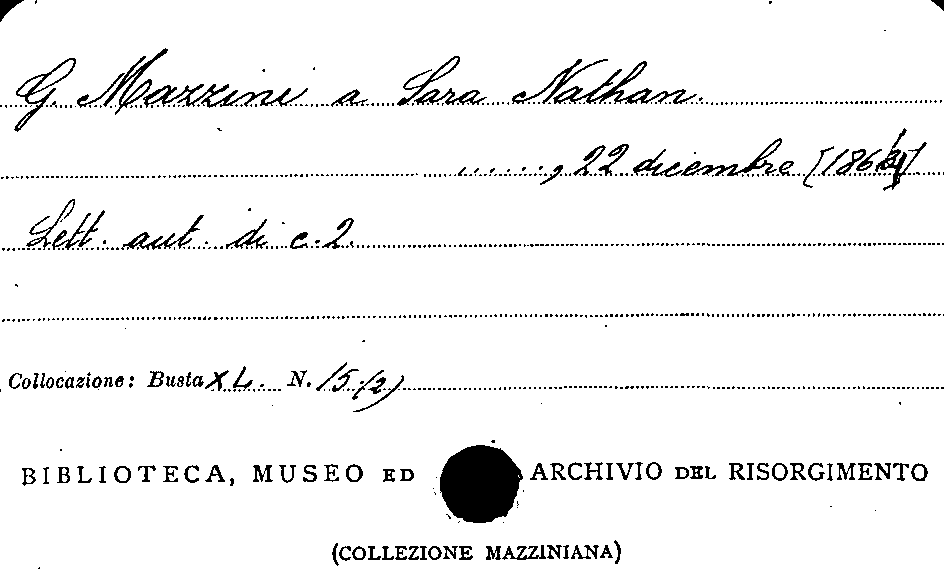 G. Mazzini a Sara Nathan.
......, 22 dicembre
Lett. aut. di c. 2.
Collocazione: Busta XL. N. 15 (2)
BIBLIOTECA, MUSEO ED ARCHIVIO DEL RISORGIMENTO
(COLLEZIONE MAZZINIANA)